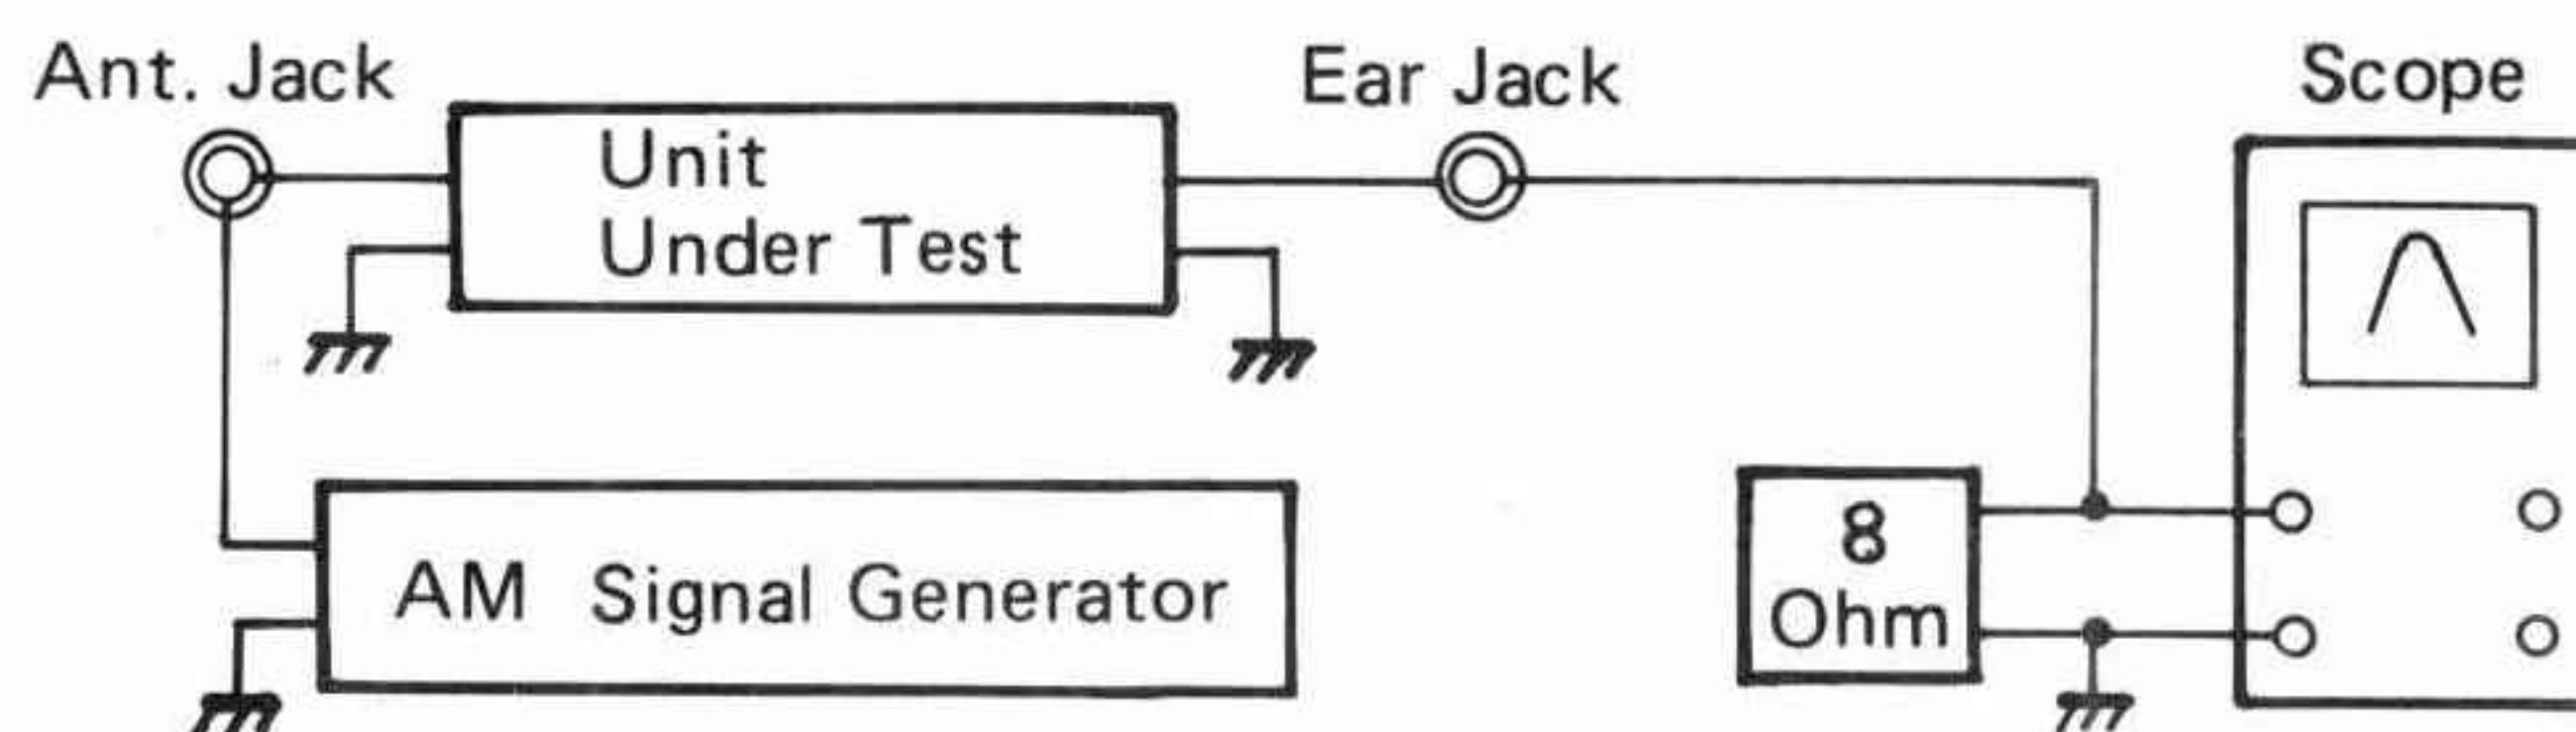 Ant. Jack
Unit
Under Test
Ear Jack
Scope
AM Signal Generator
8
Ohm